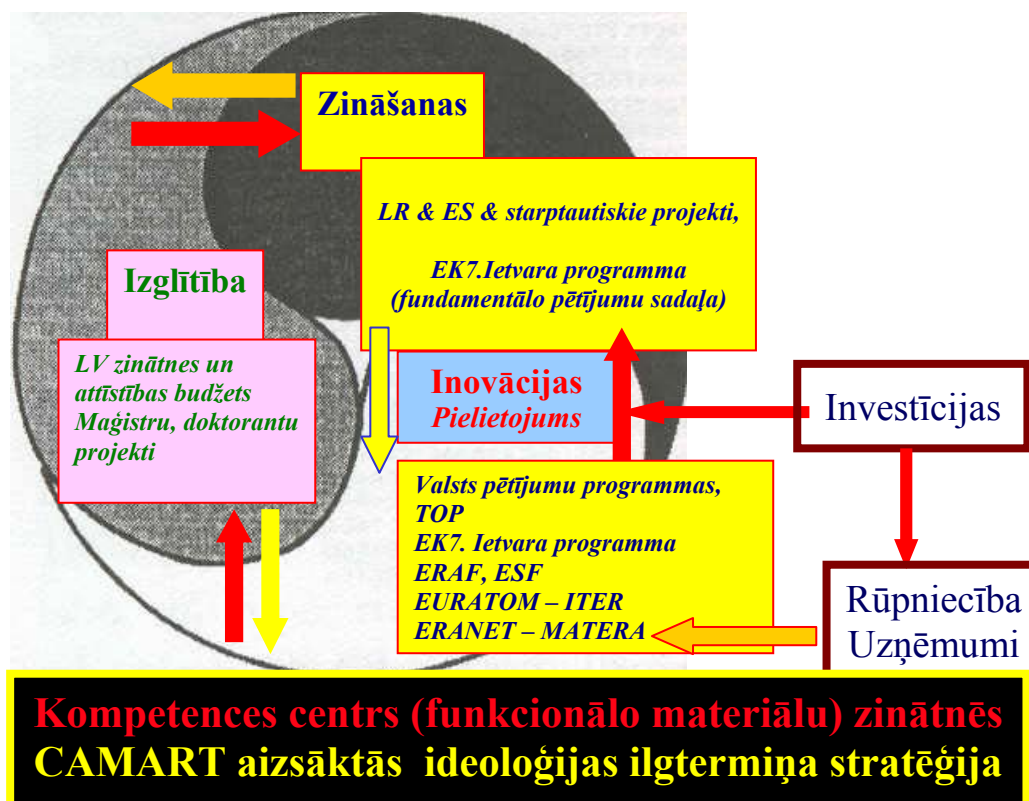 Zināšanas
LR & ES & starptautiskie projekti,
EK7.Ietvara programma
(fundamentālo pētījumu sadaļa)
Izglītība
LV zinātnes un
attīstības budžets
Maģistru, doktorantu
projekti
Inovācijas
Pielietojums
Investīcijas
Valsts pētījumu programmas,
TOP
EK7. Ietvara programma
ERAF, ESF
EURATOM – ITER
ERANET – MATERA
Rūpniecība
Uzņēmumi
Kompetences centrs (funkcionālo materiālu) zinātnēs
CAMART aizsāktās ideoloģijas ilgtermiņa stratēģija